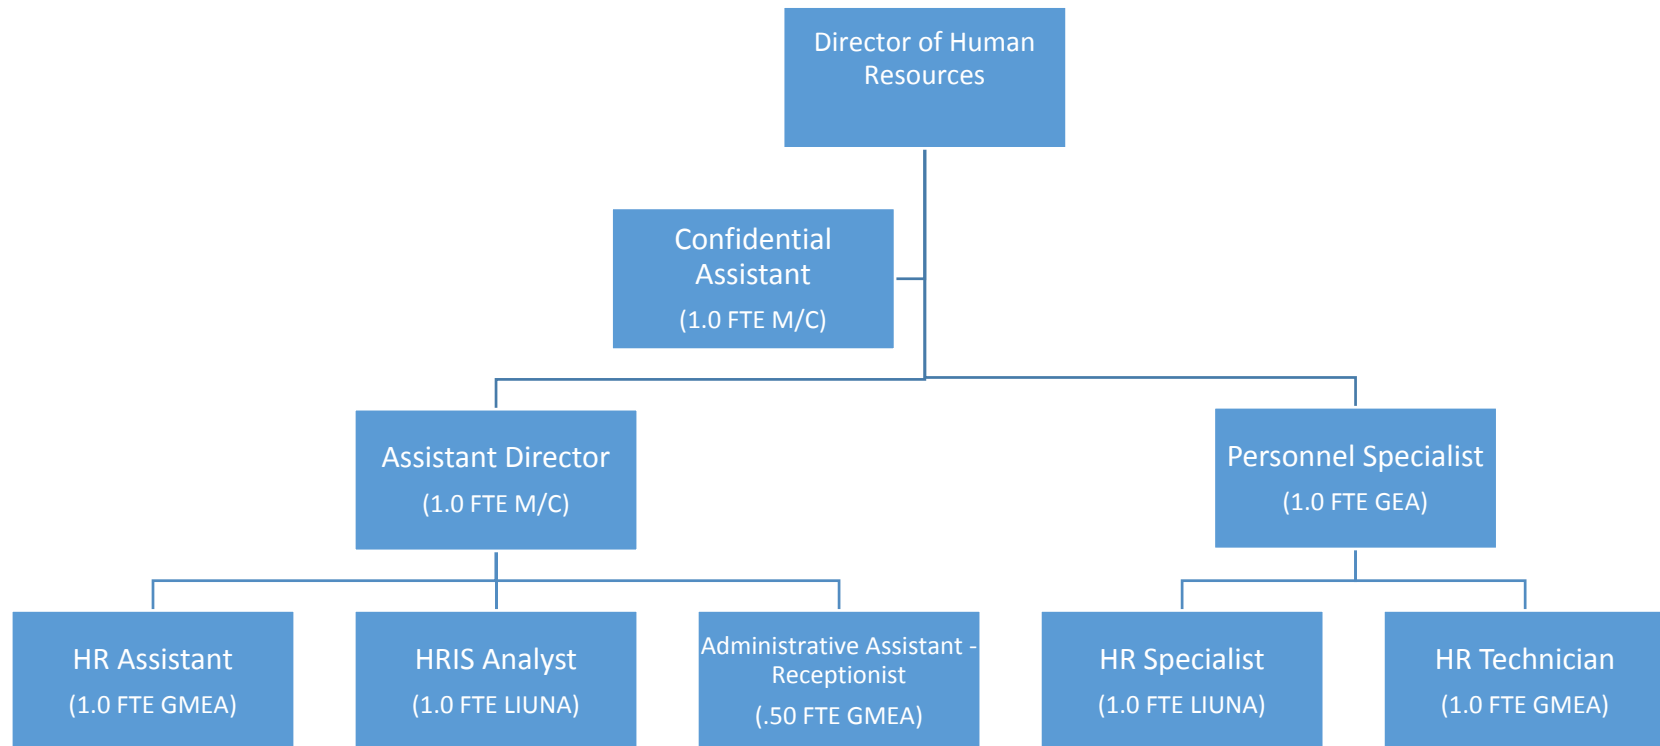 Director of Human
Resources
Confidential
Assistant
(1.0 FTE M/C)
Assistant Director
(1.0 FTE M/C)
Personnel Specialist
(1.0 FTE GEA)
HR Assistant
(1.0 FTE GMEA)
HRIS Analyst
(1.0 FTE LIUNA)
Administrative Assistant -
Receptionist
(.50 FTE GMEA)
HR Specialist
(1.0 FTE LIUNA)
HR Technician
(1.0 FTE GMEA)